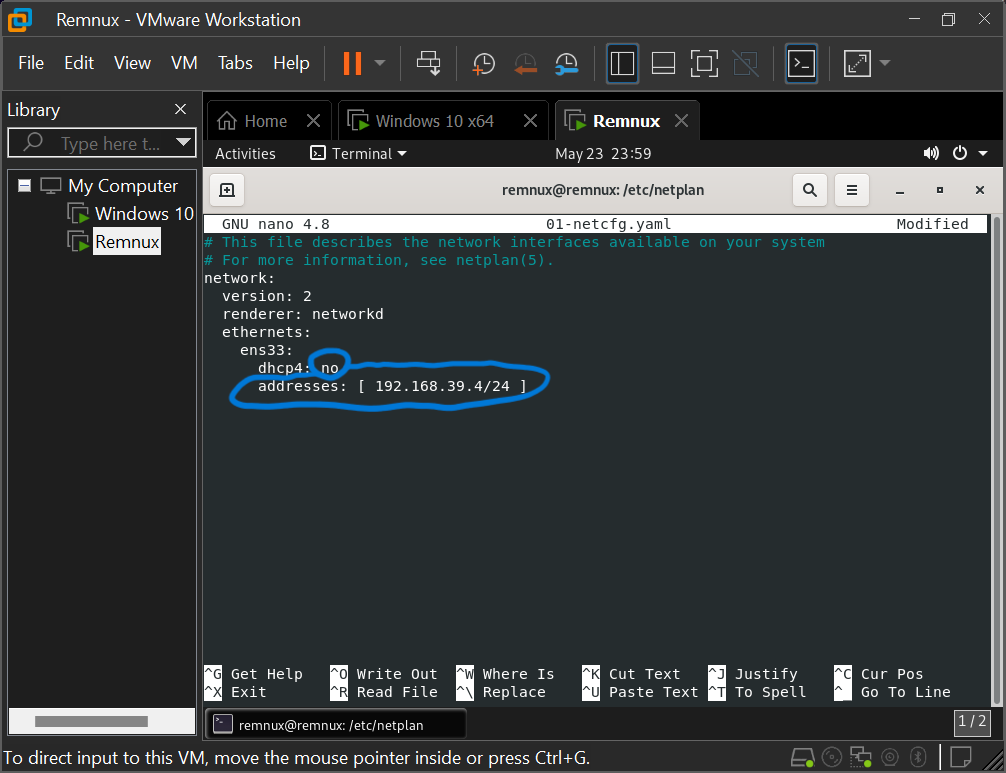 Remnux - VMware Workstation
File Edit View VM Tabs Help
Library
Type here t...
My Computer
Windows 10
Remnux
Home
Windows 10 x64
Remnux
Activities
Terminal
May 23 23:59
remnux@remnux: /etc/netplan
GNU nano 4.8 01-netcfg.yaml Modified
# This file describes the network interfaces available on your system
# For more information, see netplan(5).
network:
  version: 2
  renderer: networkd
  ethernets:
    ens33:
      dhcp4: no
      addresses: [ 192.168.39.4/24 ]
^G Get Help ^O Write Out ^W Where Is ^K Cut Text ^J Justify ^C Cur Pos
^X Exit ^R Read File ^\ Replace ^U Paste Text ^T To Spell ^_ Go To Line
remnux@remnux: /etc/netplan
1 / 2
To direct input to this VM, move the mouse pointer inside or press Ctrl+G.